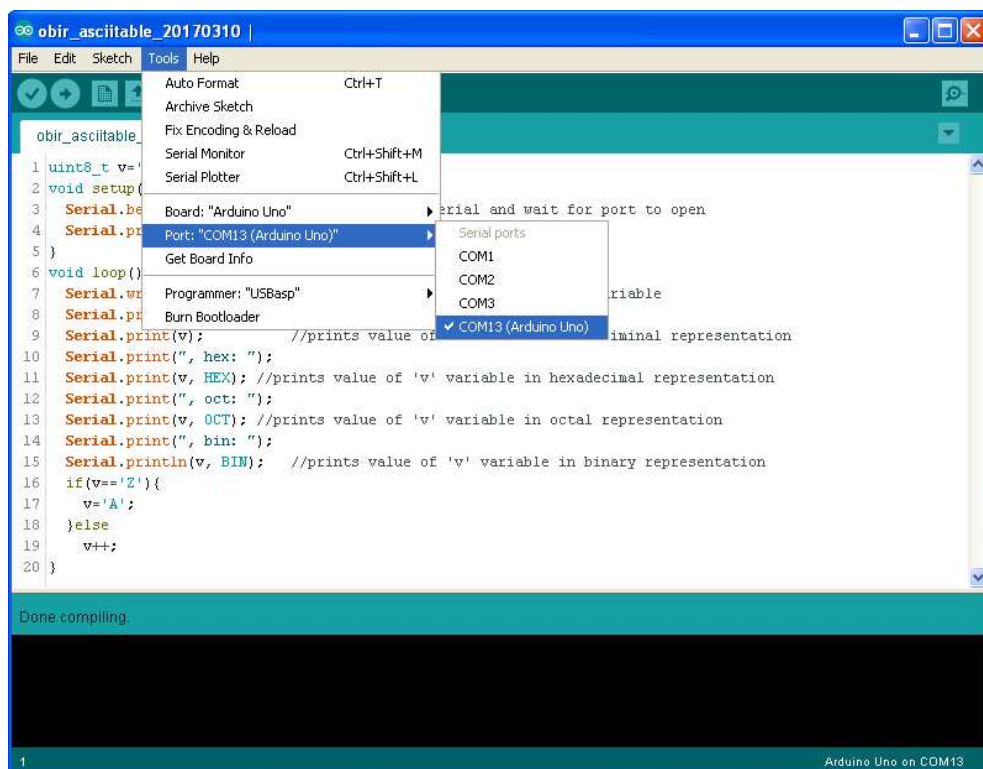 obir_asciitable_20170310 |
File Edit Sketch Tools Help
obir_asciitable_
Auto Format Ctrl+T
Archive Sketch
Fix Encoding & Reload
Serial Monitor Ctrl+Shift+M
Serial Plotter Ctrl+Shift+L
Board: "Arduino Uno"
Port: "COM13 (Arduino Uno)"
Get Board Info
Programmer: "USBasp"
Burn Bootloader
Serial ports
COM1
COM2
COM3
COM13 (Arduino Uno)
1 uint8_t v='
2 void setup(
3 Serial.be erial and wait for port to open
4 Serial.pr
5 }
6 void loop()
7 Serial.wr riable
8 Serial.pr
9 Serial.print(v); //prints value of iminal representation
10 Serial.print(", hex: ");
11 Serial.print(v, HEX); //prints value of 'v' variable in hexadecimal representation
12 Serial.print(", oct: ");
13 Serial.print(v, OCT); //prints value of 'v' variable in octal representation
14 Serial.print(", bin: ");
15 Serial.println(v, BIN); //prints value of 'v' variable in binary representation
16 if(v=='Z'){
17 v='A';
18 }else
19 v++;
20 }
Done compiling.
1 Arduino Uno on COM13